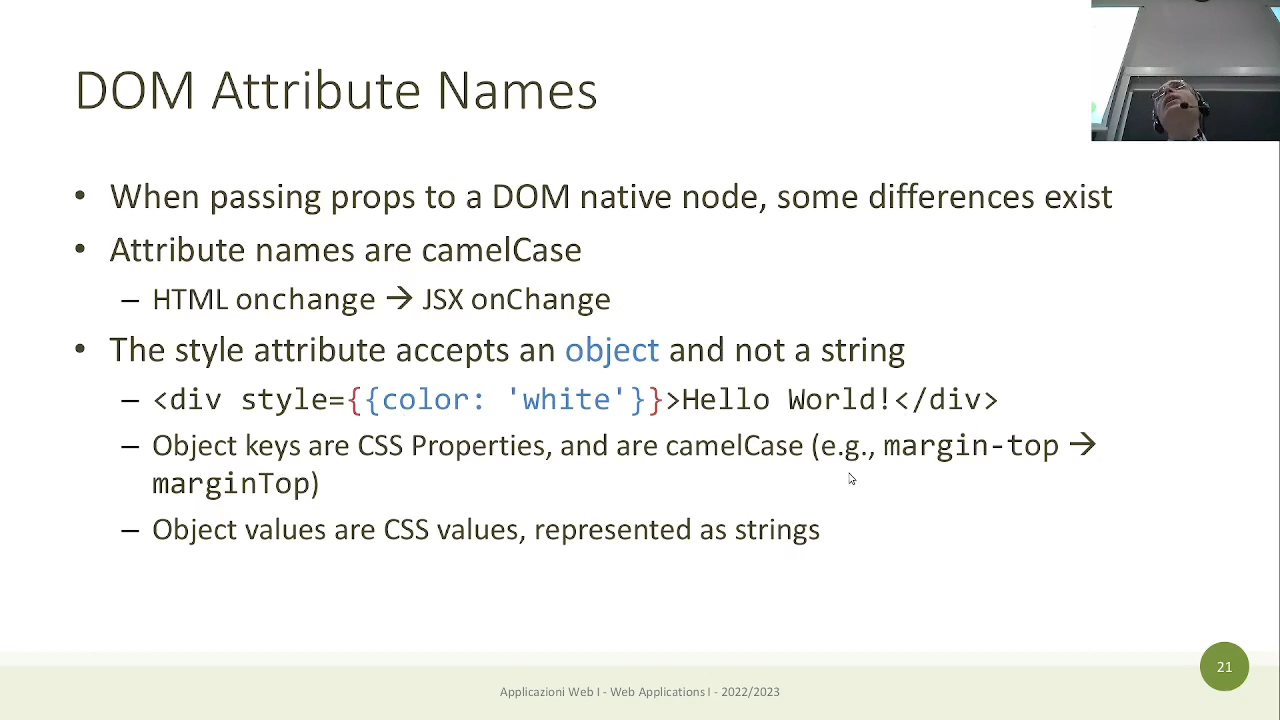 DOM Attribute Names
• When passing props to a DOM native node, some differences exist
• Attribute names are camelCase
– HTML onchange → JSX onChange
• The style attribute accepts an object and not a string
– <div style={{color: 'white'}}>Hello World!</div>
– Object keys are CSS Properties, and are camelCase (e.g., margin-top →
marginTop)
– Object values are CSS values, represented as strings
21
Applicazioni Web I - Web Applications I - 2022/2023